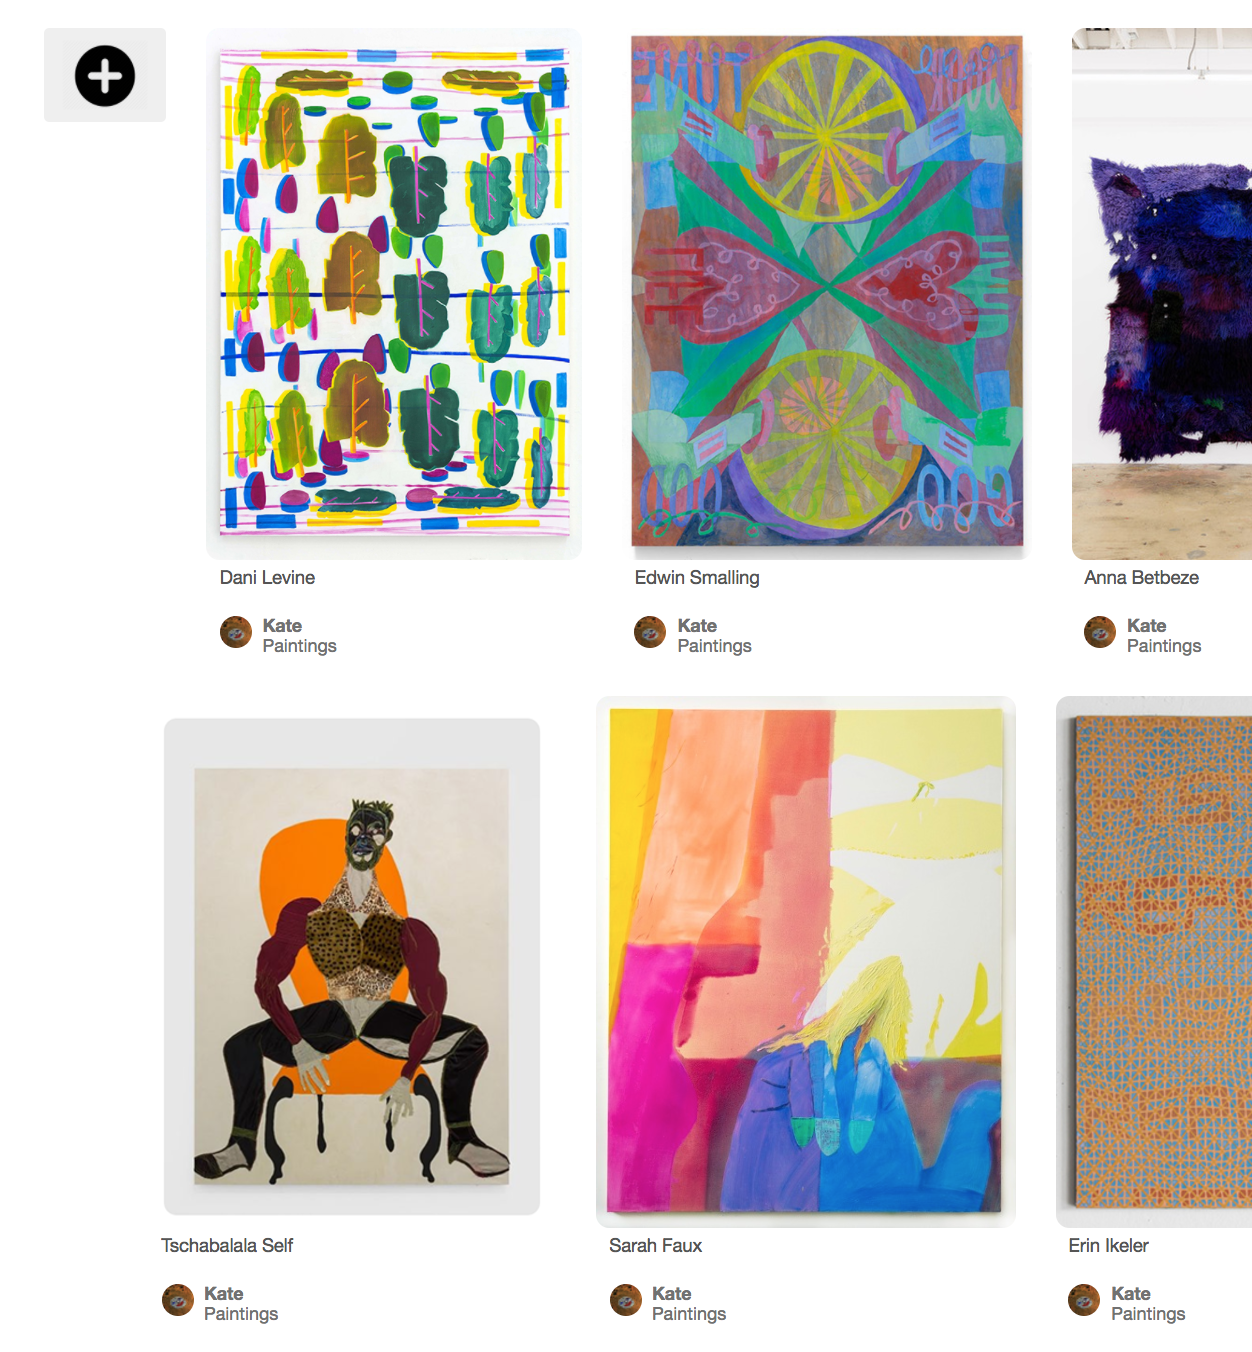 Dani Levine
Edwin Smalling
Anna Betbeze
Kate
Paintings
Kate
Paintings
Kate
Paintings
Tschabalala Self
Sarah Faux
Erin Ikeler
Kate
Paintings
Kate
Paintings
Kate
Paintings